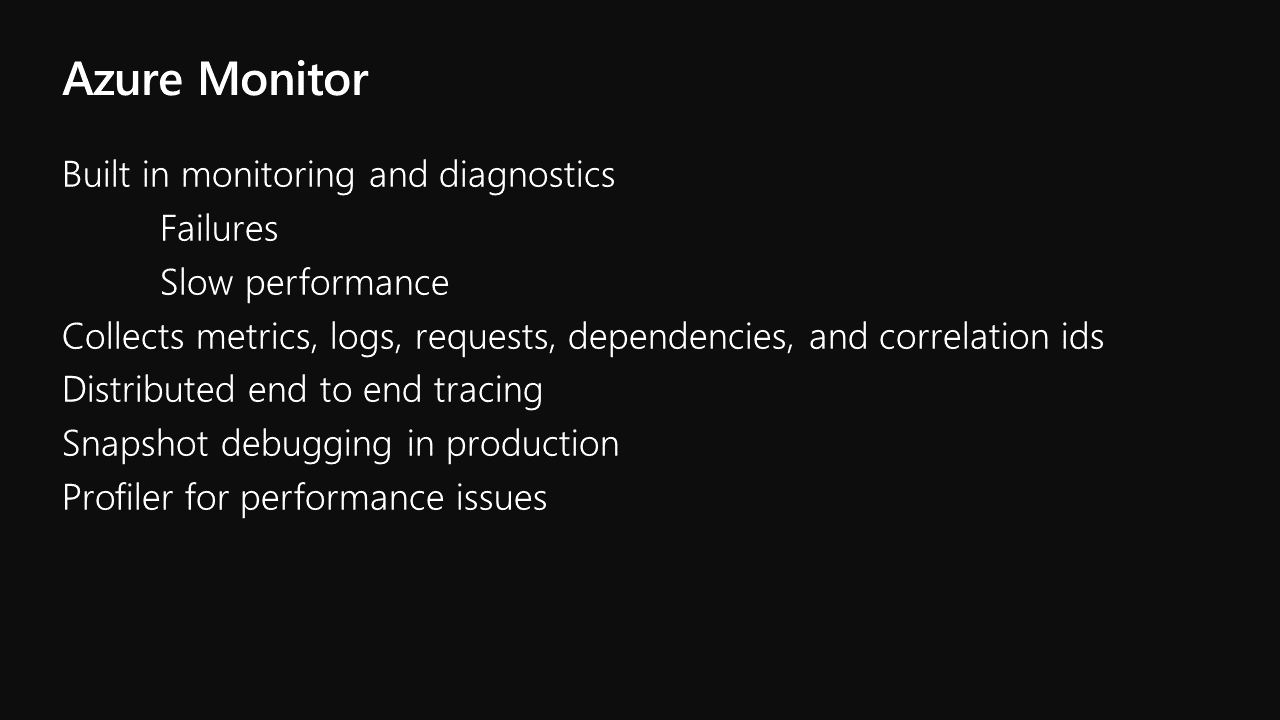 Azure Monitor
Built in monitoring and diagnostics
Failures
Slow performance
Collects metrics, logs, requests, dependencies, and correlation ids
Distributed end to end tracing
Snapshot debugging in production
Profiler for performance issues